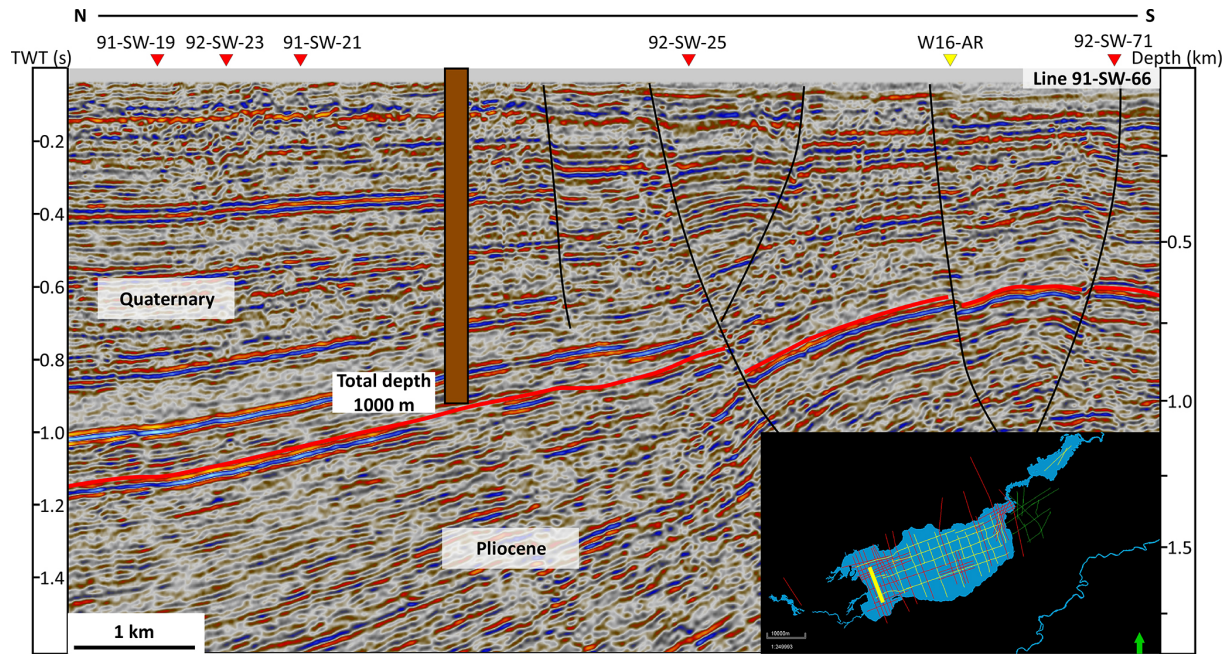 N S
91-SW-19 92-SW-23 91-SW-21 92-SW-25 W16-AR 92-SW-71
TWT (s) Depth (km)
Line 91-SW-66
0.2
0.4
0.5
0.6
Quaternary
0.8
Total depth
1000 m
1.0
1.0
1.2
Pliocene
1.5
1.4
1 km
10000m
1:249993